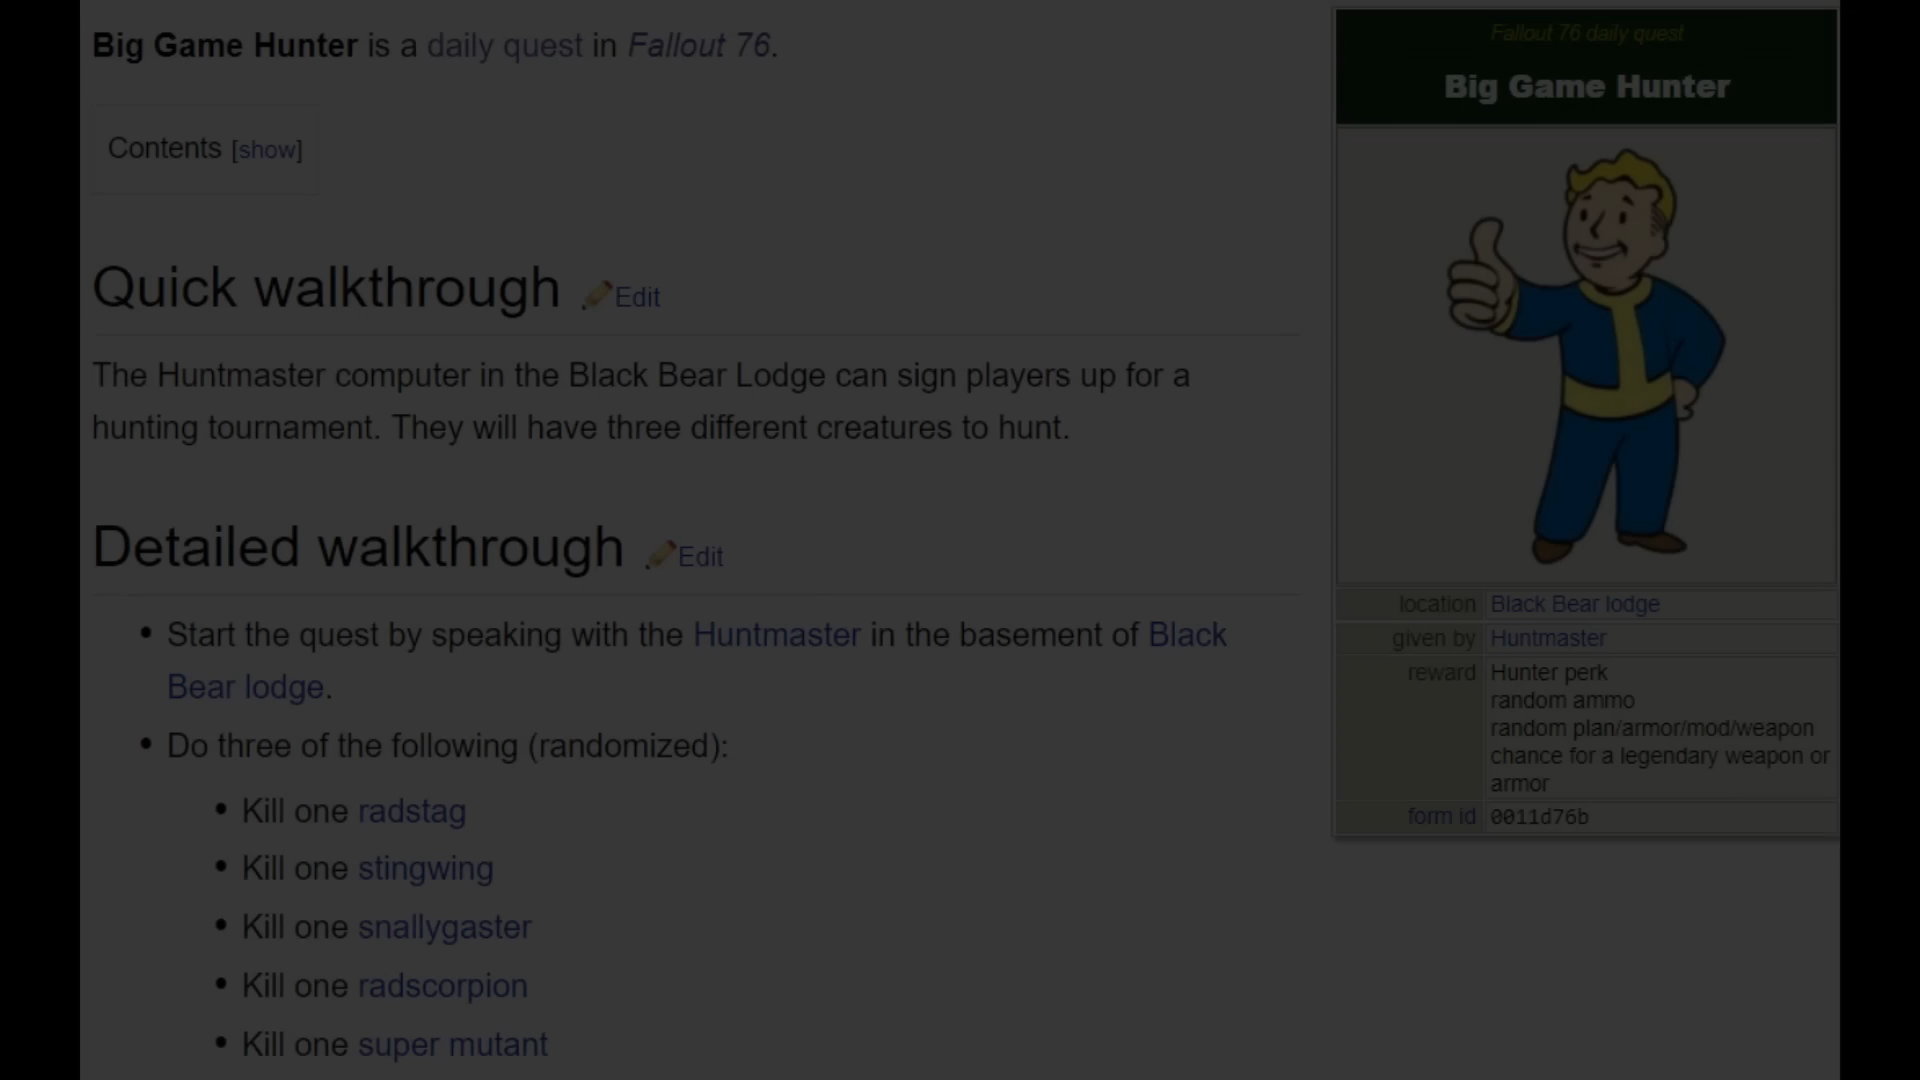 Big Game Hunter is a daily quest in Fallout 76.
Contents [show]
Quick walkthrough Edit
The Huntmaster computer in the Black Bear Lodge can sign players up for a
hunting tournament. They will have three different creatures to hunt.
Detailed walkthrough Edit
• Start the quest by speaking with the Huntmaster in the basement of Black
Bear lodge.
• Do three of the following (randomized):
• Kill one radstag
• Kill one stingwing
• Kill one snallygaster
• Kill one radscorpion
• Kill one super mutant
Fallout 76 daily quest
Big Game Hunter
location Black Bear lodge
given by Huntmaster
reward Hunter perk
random ammo
random plan/armor/mod/weapon
chance for a legendary weapon or
armor
form id 0011d76b